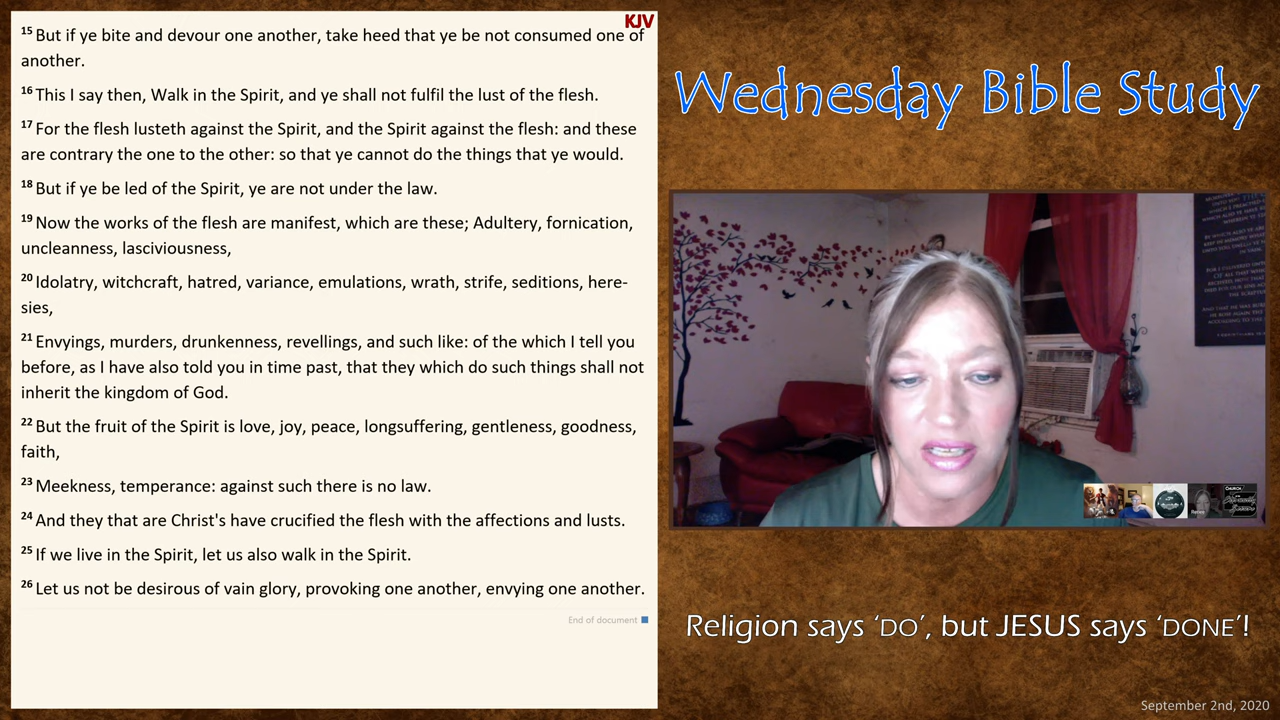 KJV
15 But if ye bite and devour one another, take heed that ye be not consumed one of
another.
16 This I say then, Walk in the Spirit, and ye shall not fulfil the lust of the flesh.
17 For the flesh lusteth against the Spirit, and the Spirit against the flesh: and these
are contrary the one to the other: so that ye cannot do the things that ye would.
18 But if ye be led of the Spirit, ye are not under the law.
19 Now the works of the flesh are manifest, which are these; Adultery, fornication,
uncleanness, lasciviousness,
20 Idolatry, witchcraft, hatred, variance, emulations, wrath, strife, seditions, here-
sies,
21 Envyings, murders, drunkenness, revellings, and such like: of the which I tell you
before, as I have also told you in time past, that they which do such things shall not
inherit the kingdom of God.
22 But the fruit of the Spirit is love, joy, peace, longsuffering, gentleness, goodness,
faith,
23 Meekness, temperance: against such there is no law.
24 And they that are Christ's have crucified the flesh with the affections and lusts.
25 If we live in the Spirit, let us also walk in the Spirit.
26 Let us not be desirous of vain glory, provoking one another, envying one another.
End of document
Wednesday Bible Study
Renee
CHURCH
Religion says ‘DO’, but JESUS says ‘DONE’!
September 2nd, 2020